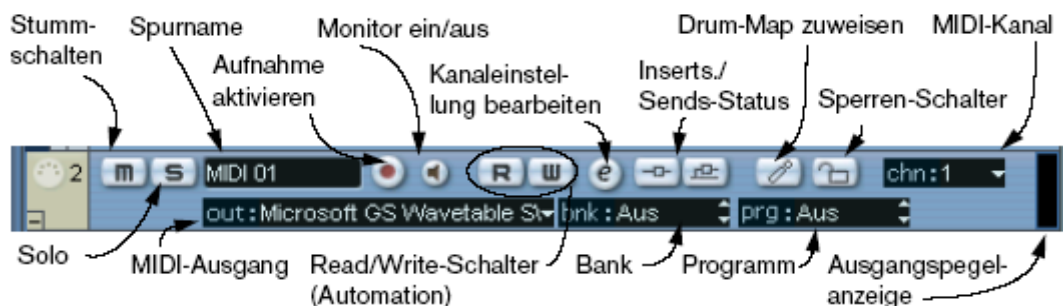 Stumm-
schalten
Spurname
Aufnahme
aktivieren
Monitor ein/aus
Kanaleinstel-
lung bearbeiten
Inserts./
Sends-Status
Drum-Map zuweisen
Sperren-Schalter
MIDI-Kanal
2 m S MIDI 01 R W e chn:1
out:Microsoft GS Wavetable S bnk:Aus prg:Aus
Solo
MIDI-Ausgang
Read/Write-Schalter
(Automation)
Bank
Programm
Ausgangspegel-
anzeige